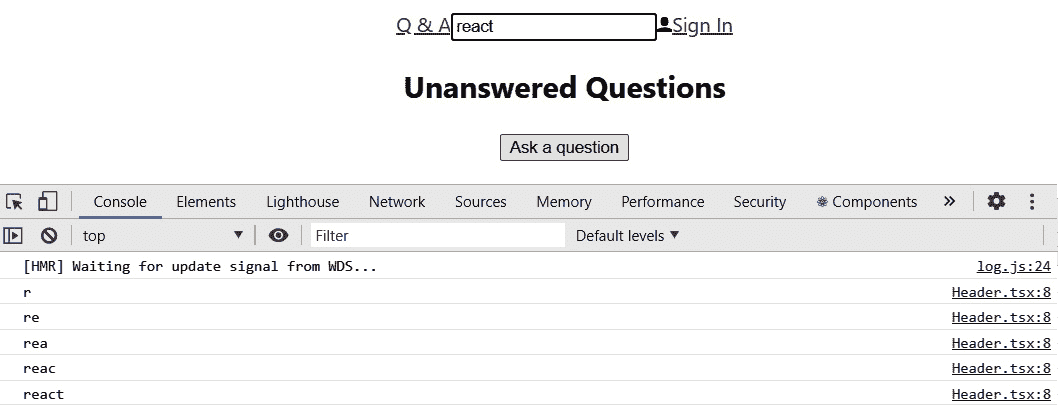 Q & A react Sign In
Unanswered Questions
Ask a question
Console Elements Lighthouse Network Sources Memory Performance Security Components »
top ▼ Filter Default levels ▼
[HMR] Waiting for update signal from WDS... log.js:24
r Header.tsx:8
re Header.tsx:8
rea Header.tsx:8
reac Header.tsx:8
react Header.tsx:8